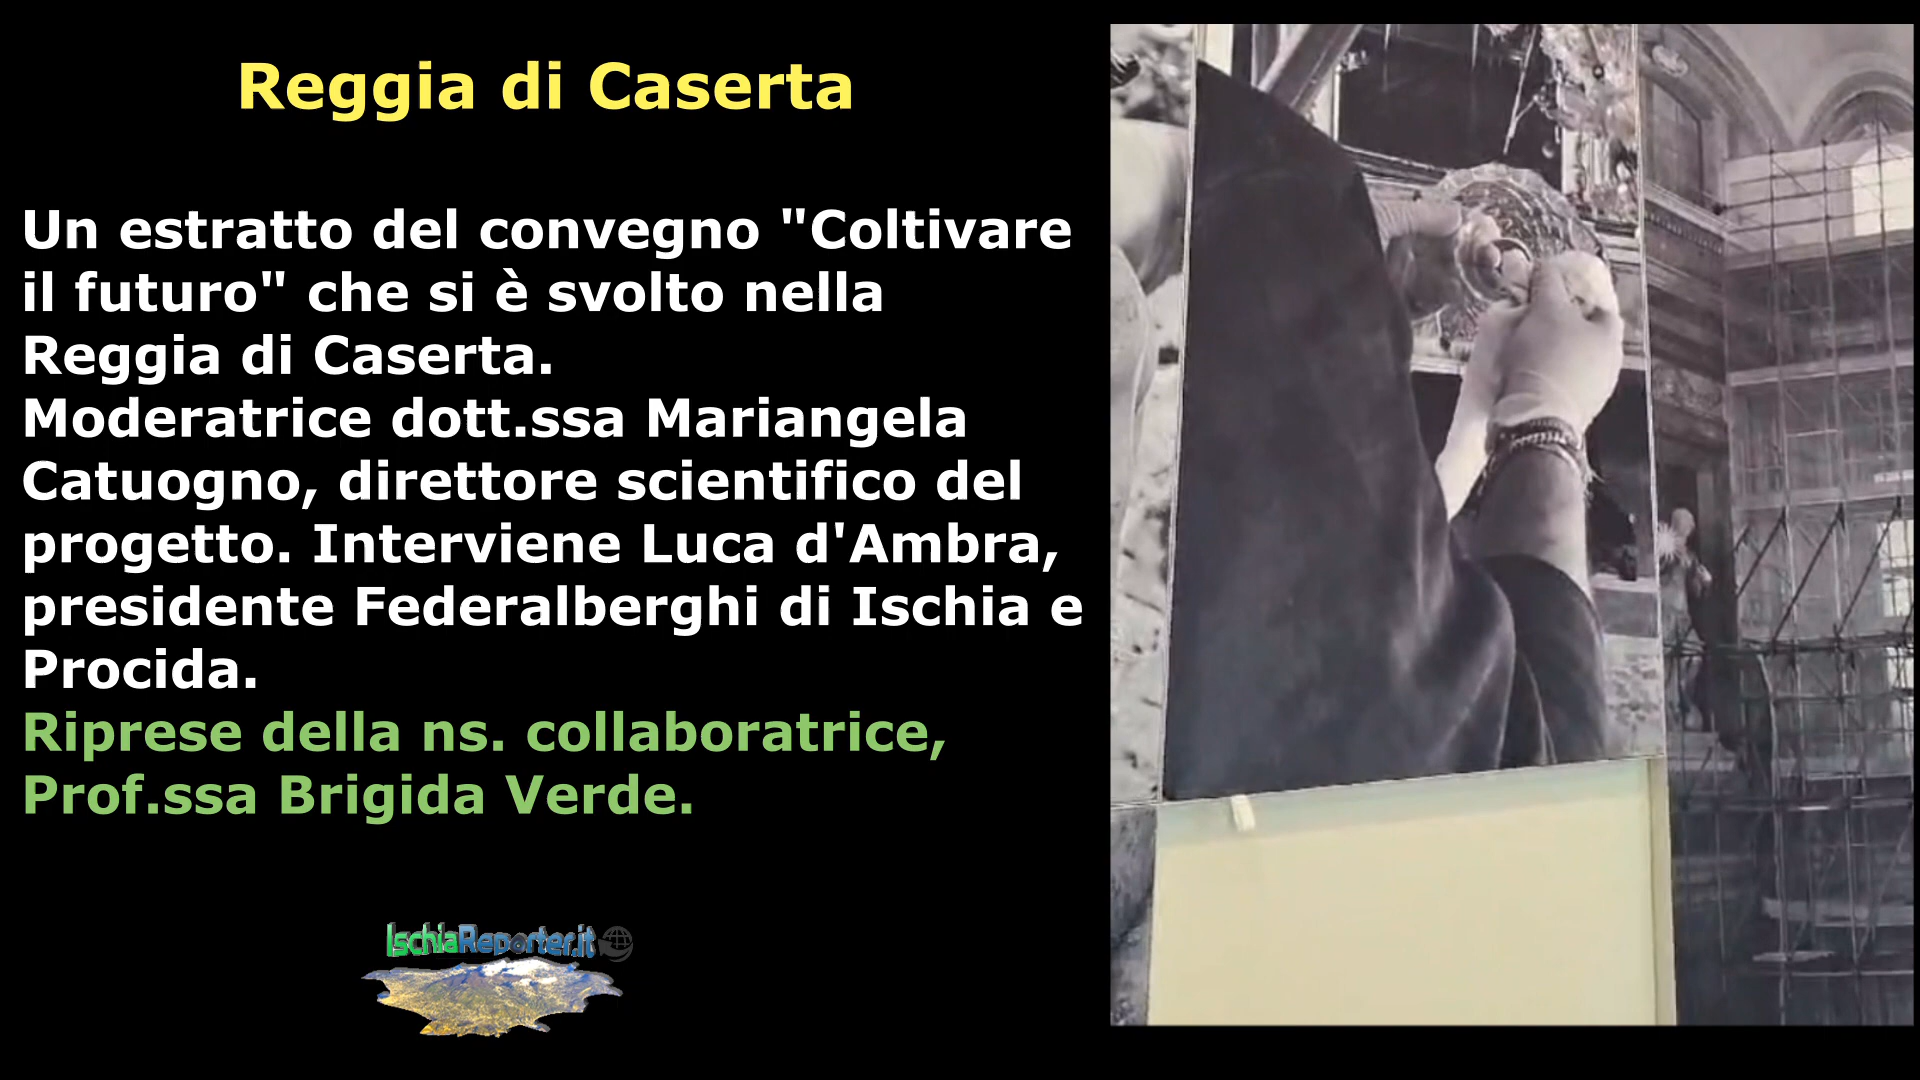 Reggia di Caserta
Un estratto del convegno "Coltivare
il futuro" che si è svolto nella
Reggia di Caserta.
Moderatrice dott.ssa Mariangela
Catuogno, direttore scientifico del
progetto. Interviene Luca d'Ambra,
presidente Federalberghi di Ischia e
Procida.
Riprese della ns. collaboratrice,
Prof.ssa Brigida Verde.
IschiaReporter.it